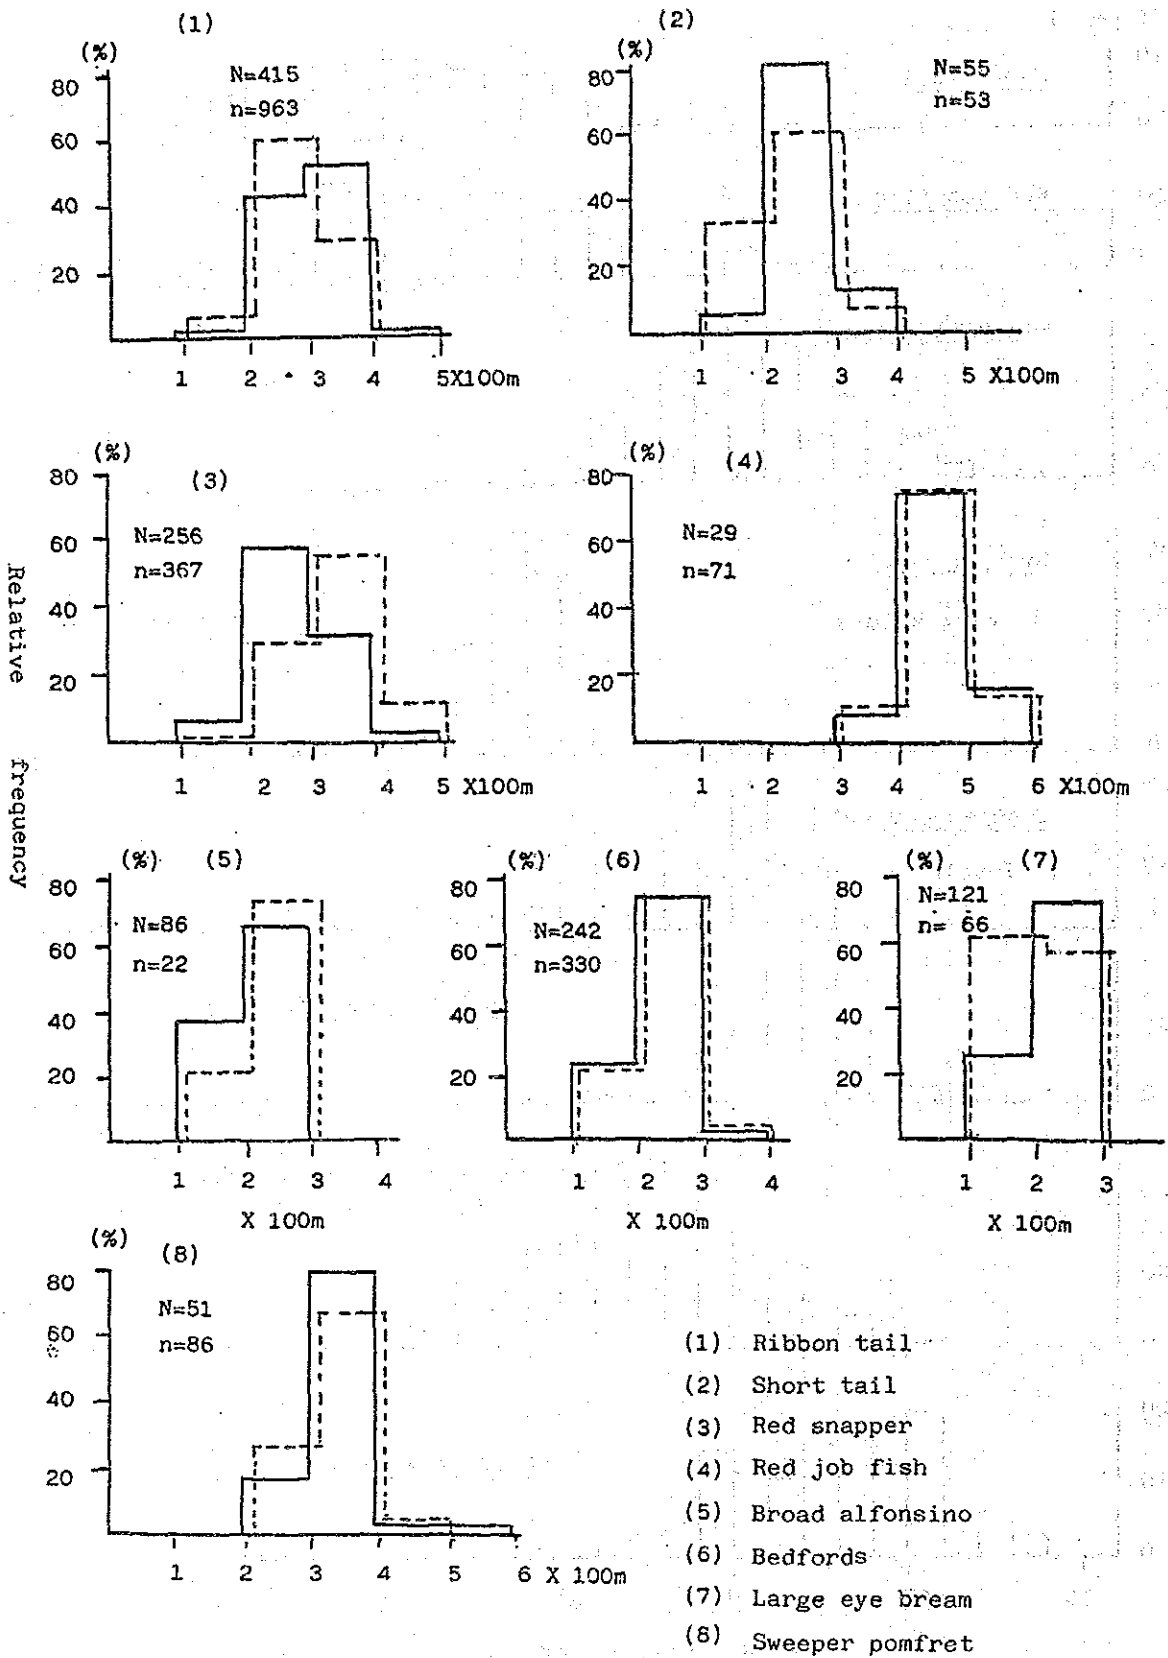 (1)
(%)
N=415
n=963
80
60
40
20
1 2 3 4 5X100m
(2)
(%)
N=55
n=53
80
60
40
20
1 2 3 4 5 X100m
(3)
(%)
N=256
n=367
80
60
40
20
1 2 3 4 5 X100m
(4)
(%)
N=29
n=71
80
60
40
20
1 2 3 4 5 6 X100m
Relative frequency
(%) (5)
N=86
n=22
80
60
40
20
1 2 3 4
X 100m
(%) (6)
N=242
n=330
80
60
40
20
1 2 3 4
X 100m
(%) (7)
N=121
n= 66
80
60
40
20
1 2 3
X 100m
(%) (8)
N=51
n=86
80
60
40
20
1 2 3 4 5 6 X 100m
(1) Ribbon tail
(2) Short tail
(3) Red snapper
(4) Red job fish
(5) Broad alfonsino
(6) Bedfords
(7) Large eye bream
(8) Sweeper pomfret